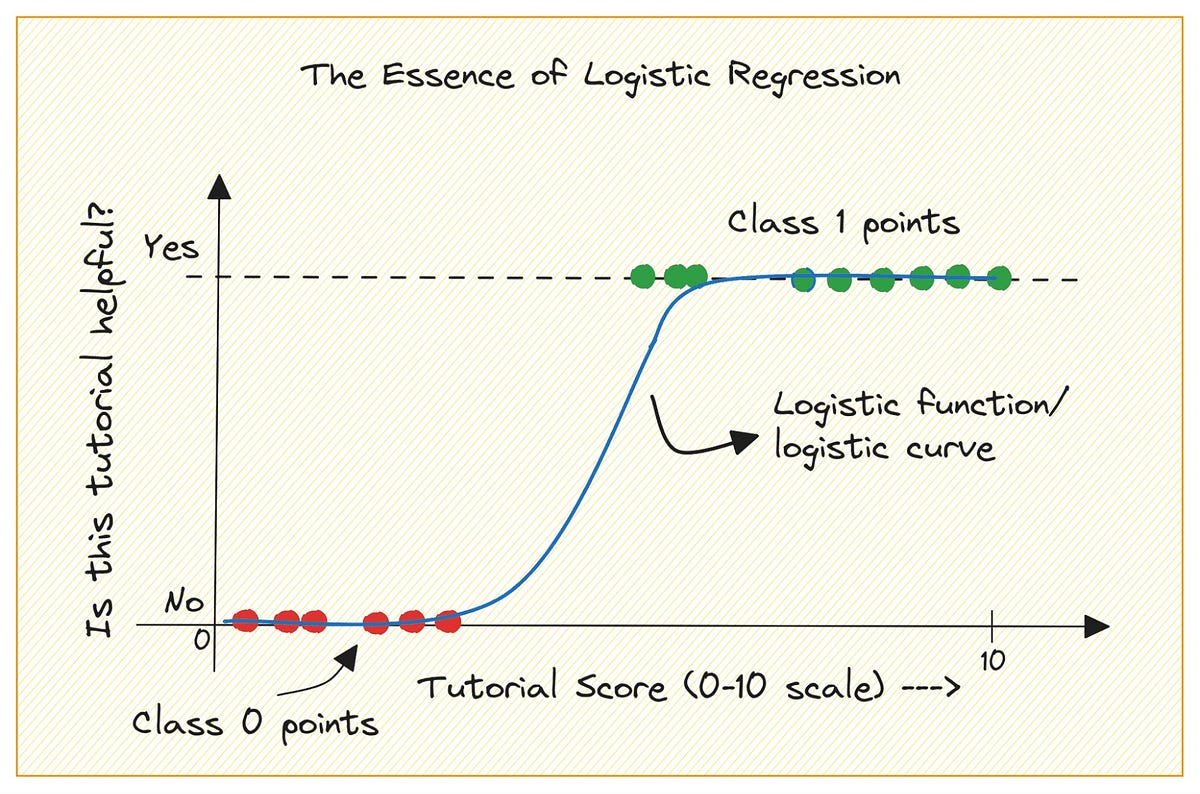 The Essence of Logistic Regression
Is this tutorial helpful?
Yes
Class 1 points
Logistic function/
logistic curve
No
0
10
Tutorial Score (0-10 scale) --->
Class 0 points